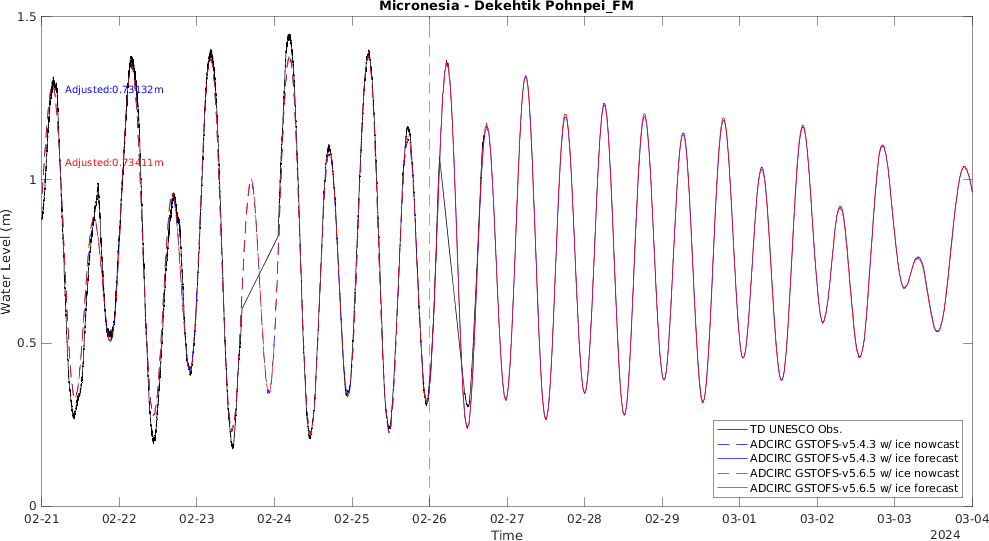 Micronesia - Dekehtik Pohnpei_FM
1.5
Adjusted:0.73132m
Adjusted:0.73411m
1
Water Level (m)
0.5
TD UNESCO Obs.
ADCIRC GSTOFS-v5.4.3 w/ ice nowcast
ADCIRC GSTOFS-v5.4.3 w/ ice forecast
ADCIRC GSTOFS-v5.6.5 w/ ice nowcast
ADCIRC GSTOFS-v5.6.5 w/ ice forecast
0
02-21 02-22 02-23 02-24 02-25 02-26 02-27 02-28 02-29 03-01 03-02 03-03 03-04
Time
2024